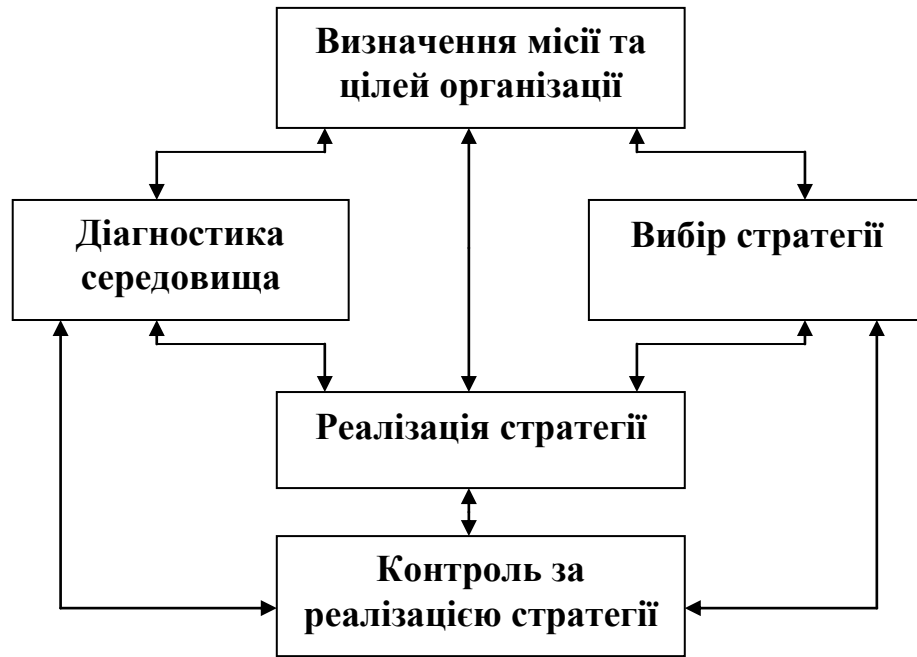 Визначення місії та
цілей організації
Діагностика
середовища
Вибір стратегії
Реалізація стратегії
Контроль за
реалізацією стратегії